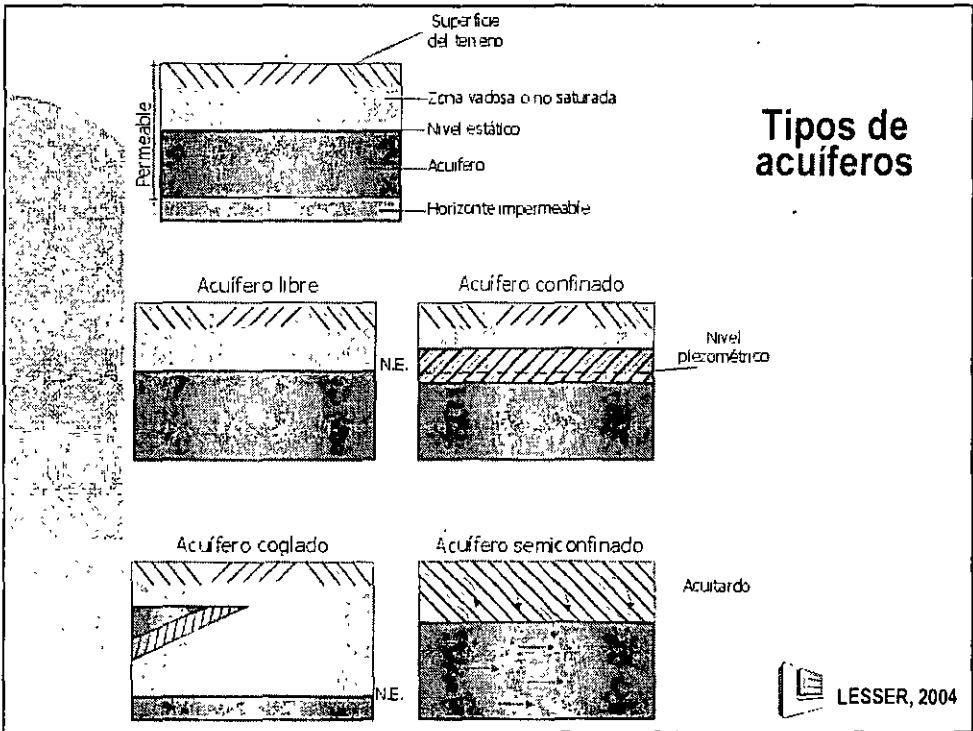 Superficie
del terreno
Permeable
Zona vadosa o no saturada
Nivel estático
Acuífero
Horizonte impermeable
Tipos de
acuíferos
Acuífero libre
N.E.
Acuífero confinado
Nivel
piezométrico
Acuífero coglado
N.E.
Acuífero semiconfinado
Acuitardo
LESSER, 2004